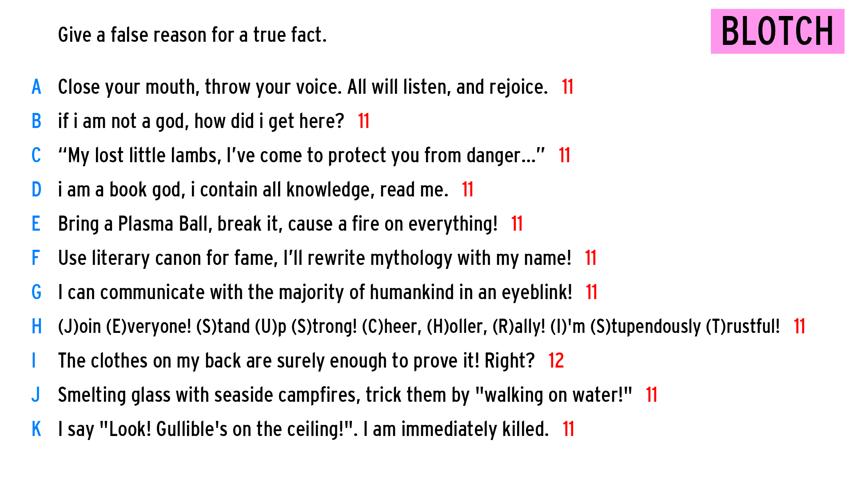 Give a false reason for a true fact.
BLOTCH
A Close your mouth, throw your voice. All will listen, and rejoice. 11
B if i am not a god, how did i get here? 11
C “My lost little lambs, I’ve come to protect you from danger...” 11
D i am a book god, i contain all knowledge, read me. 11
E Bring a Plasma Ball, break it, cause a fire on everything! 11
F Use literary canon for fame, I’ll rewrite mythology with my name! 11
G I can communicate with the majority of humankind in an eyeblink! 11
H (J)oin (E)veryone! (S)tand (U)p (S)trong! (C)heer, (H)oller, (R)ally! (I)'m (S)tupendously (T)rustful! 11
I The clothes on my back are surely enough to prove it! Right? 12
J Smelting glass with seaside campfires, trick them by "walking on water!" 11
K I say "Look! Gullible's on the ceiling!". I am immediately killed. 11